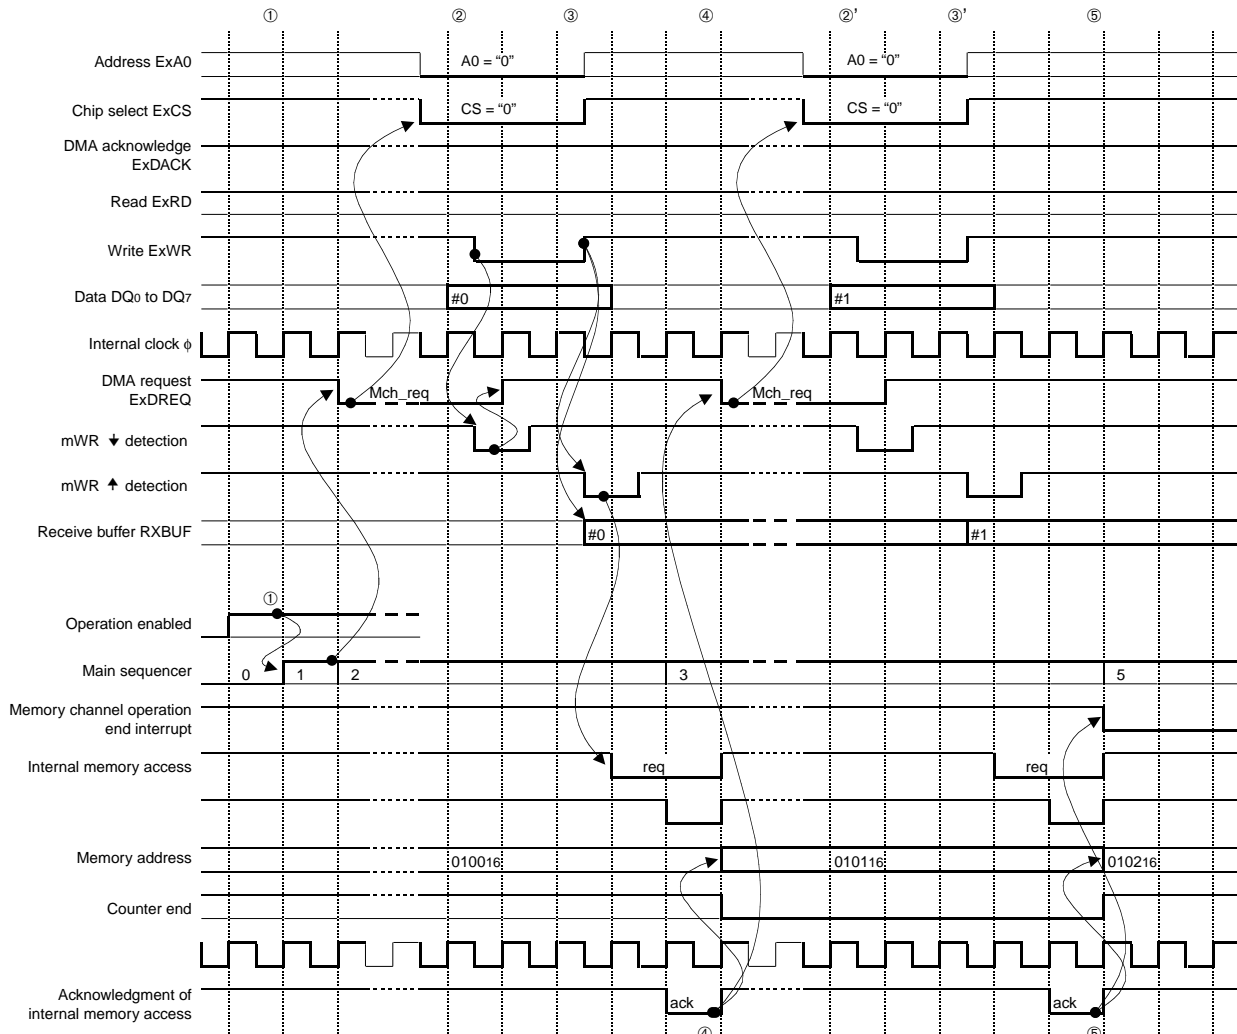 ① ② ③ ④ ②’ ③’ ⑤
Address ExA0 A0 = “0” A0 = “0”
Chip select ExCS CS = “0” CS = “0”
DMA acknowledge
ExDACK
Read ExRD
Write ExWR
Data DQ0 to DQ7 #0 #1
Internal clock ϕ
DMA request
ExDREQ
Mch_req Mch_req
mWR ↓ detection
mWR ↑ detection
Receive buffer RXBUF #0 #1
①
Operation enabled
Main sequencer 0 1 2 3 5
Memory channel operation
end interrupt
Internal memory access req req
Memory address 010016 010116 010216
Counter end
Acknowledgment of
internal memory access
ack ack
④ ⑤